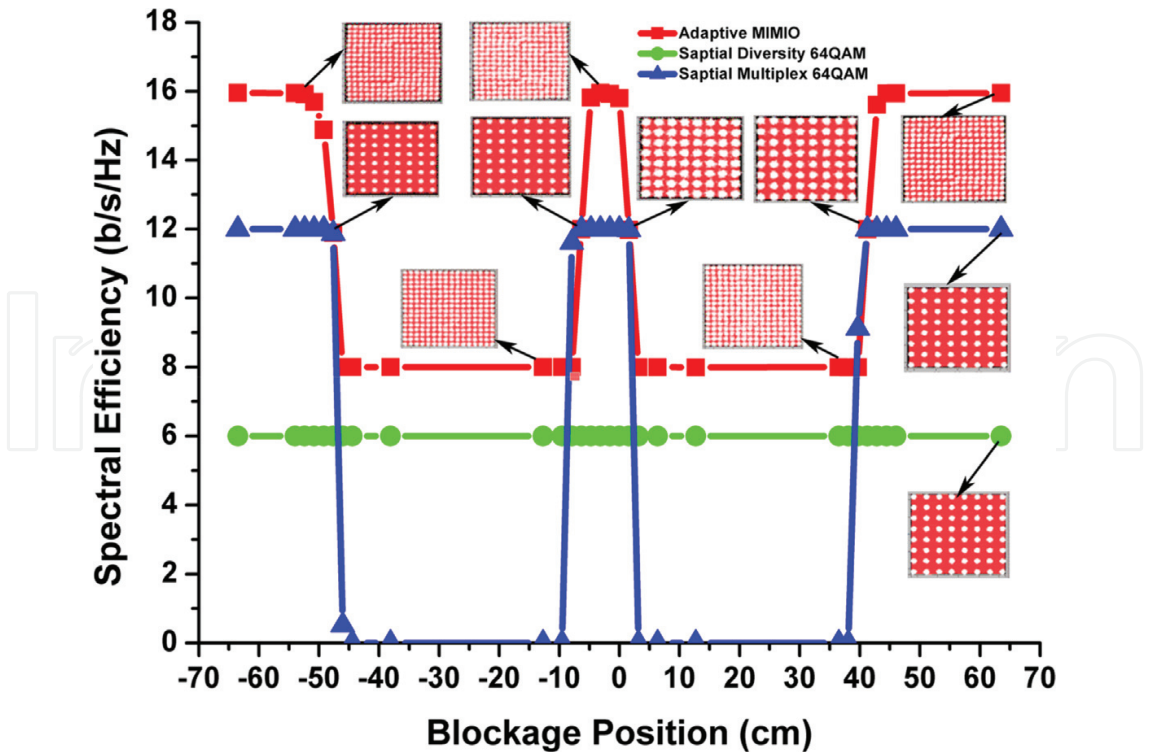 Adaptive MIMIO
Saptial Diversity 64QAM
Saptial Multiplex 64QAM
Spectral Efficiency (b/s/Hz)
18
16
14
12
10
8
6
4
2
0
-70 -60 -50 -40 -30 -20 -10 0 10 20 30 40 50 60 70
Blockage Position (cm)